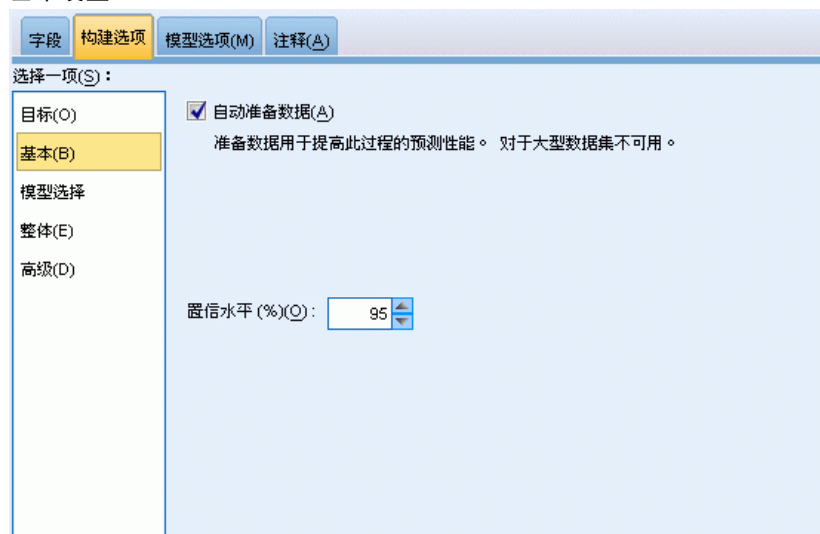 字段 构建选项 模型选项(M) 注释(A)
选择一项(S)：
目标(O)
基本(B)
模型选择
整体(E)
高级(D)
自动准备数据(A)
准备数据用于提高此过程的预测性能。 对于大型数据集不可用。
置信水平 (%)(O)： 95